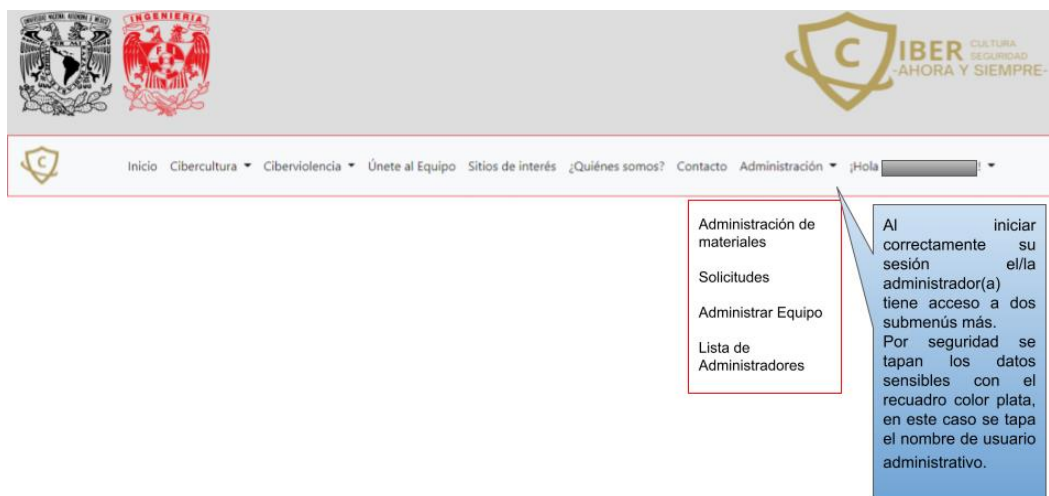 INGENIERIA
C
IBER CULTURA
SEGURIDAD
-AHORA Y SIEMPRE-
C
Inicio Cibercultura Ciberviolencia Únete al Equipo Sitios de interés ¿Quiénes somos? Contacto Administración ¡Hola !
Administración de
materiales
Solicitudes
Administrar Equipo
Lista de
Administradores
Al iniciar
correctamente su
sesión el/la
administrador(a)
tiene acceso a dos
submenús más.
Por seguridad se
tapan los datos
sensibles con el
recuadro color plata,
en este caso se tapa
el nombre de usuario
administrativo.